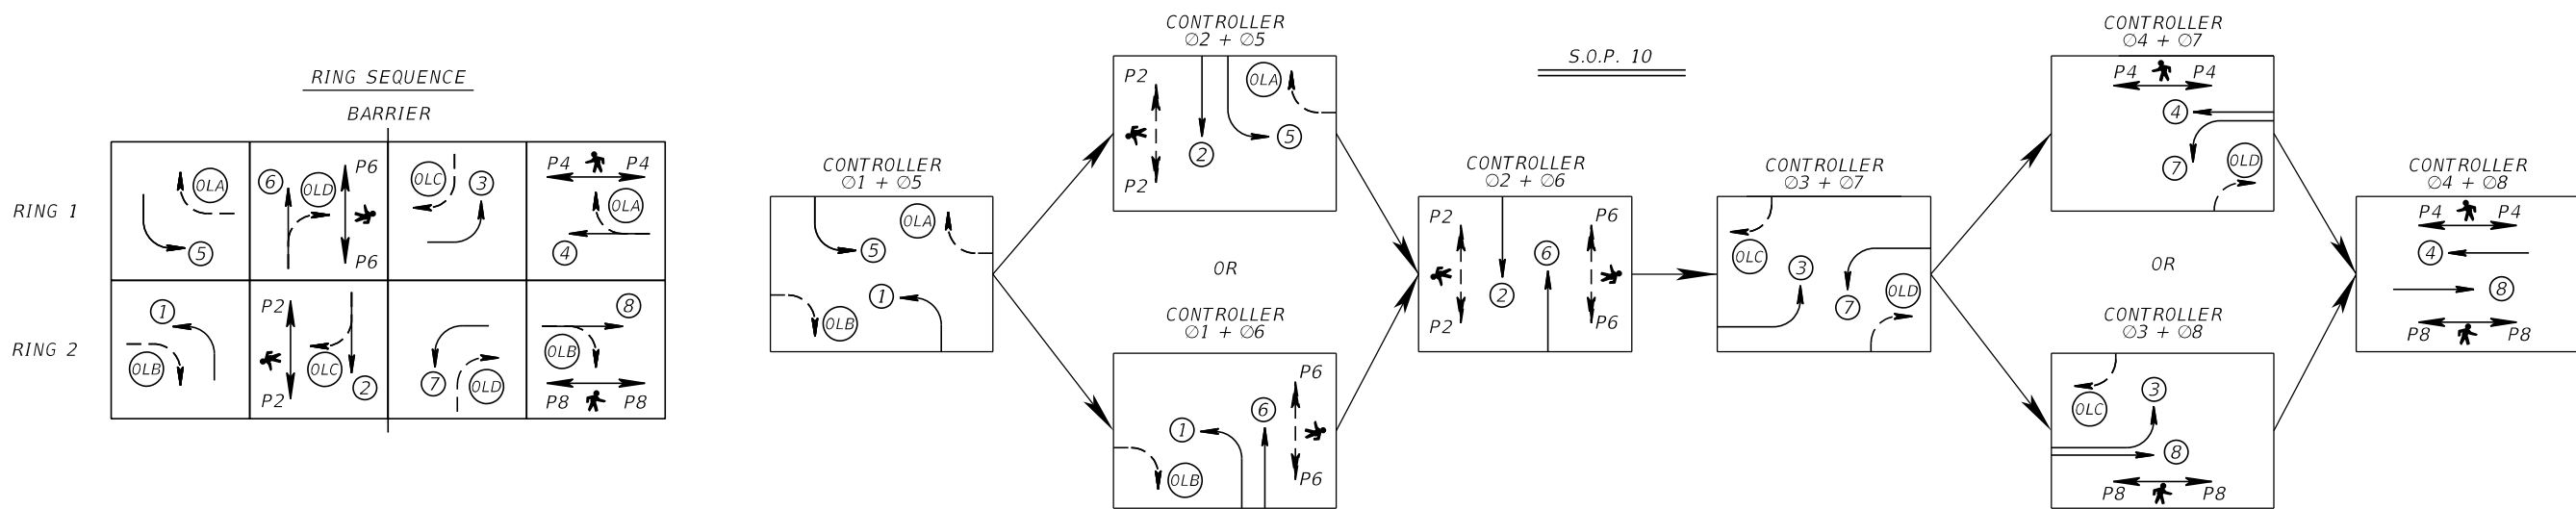 RING SEQUENCE
BARRIER
RING 1
OLA
5
6
OLD
P6
P6
OLC
3
P4 P4
OLA
4
RING 2
1
OLB
P2
P2
OLC
2
7
OLD
8
OLB
P8 P8
CONTROLLER
∅1 + ∅5
OLA
5
1
OLB
CONTROLLER
∅2 + ∅5
P2
P2
2
OLA
5
OR
CONTROLLER
∅1 + ∅6
1
OLB
6
P6
P6
CONTROLLER
∅2 + ∅6
P2
P2
2
6
P6
P6
S.O.P. 10
CONTROLLER
∅3 + ∅7
OLC
3
7
OLD
CONTROLLER
∅4 + ∅7
P4 P4
4
7
OLD
OR
CONTROLLER
∅3 + ∅8
OLC
3
8
P8 P8
CONTROLLER
∅4 + ∅8
P4 P4
4
8
P8 P8